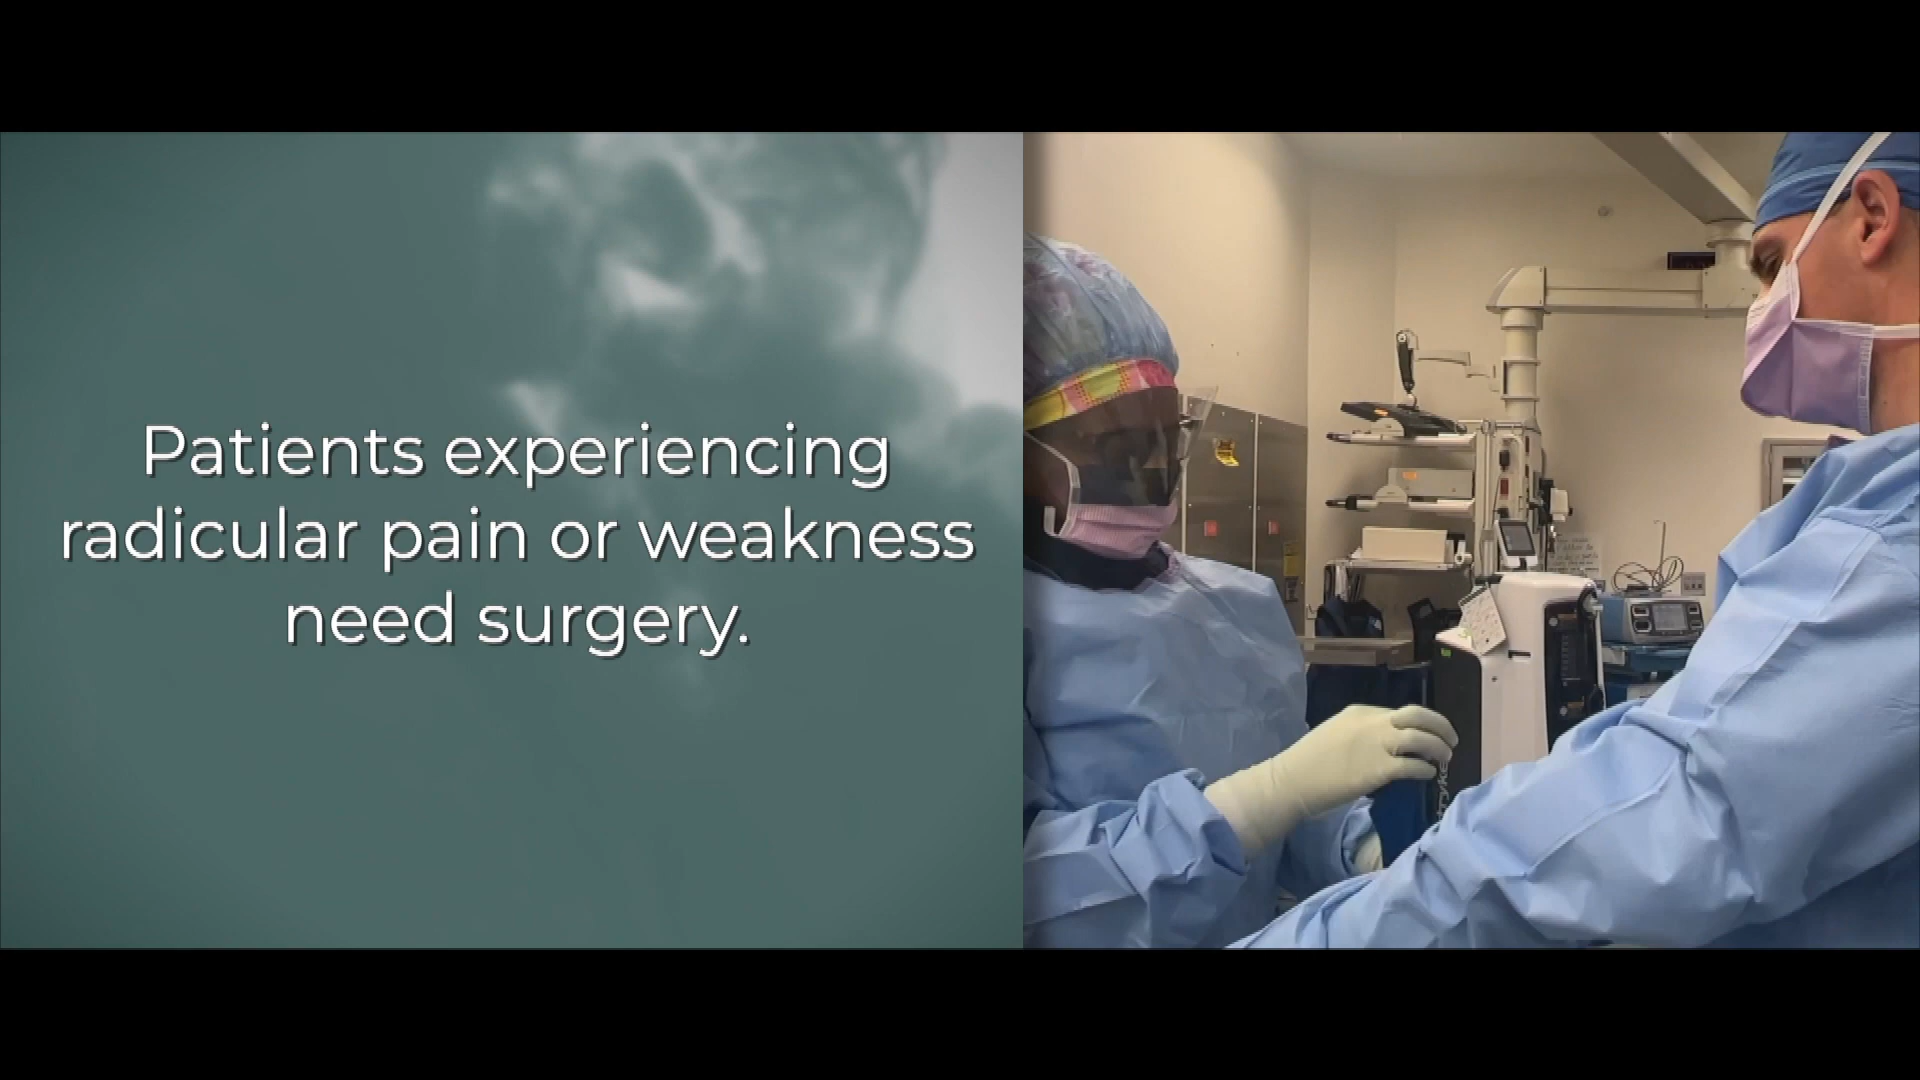 Patients experiencing
radicular pain or weakness
need surgery.